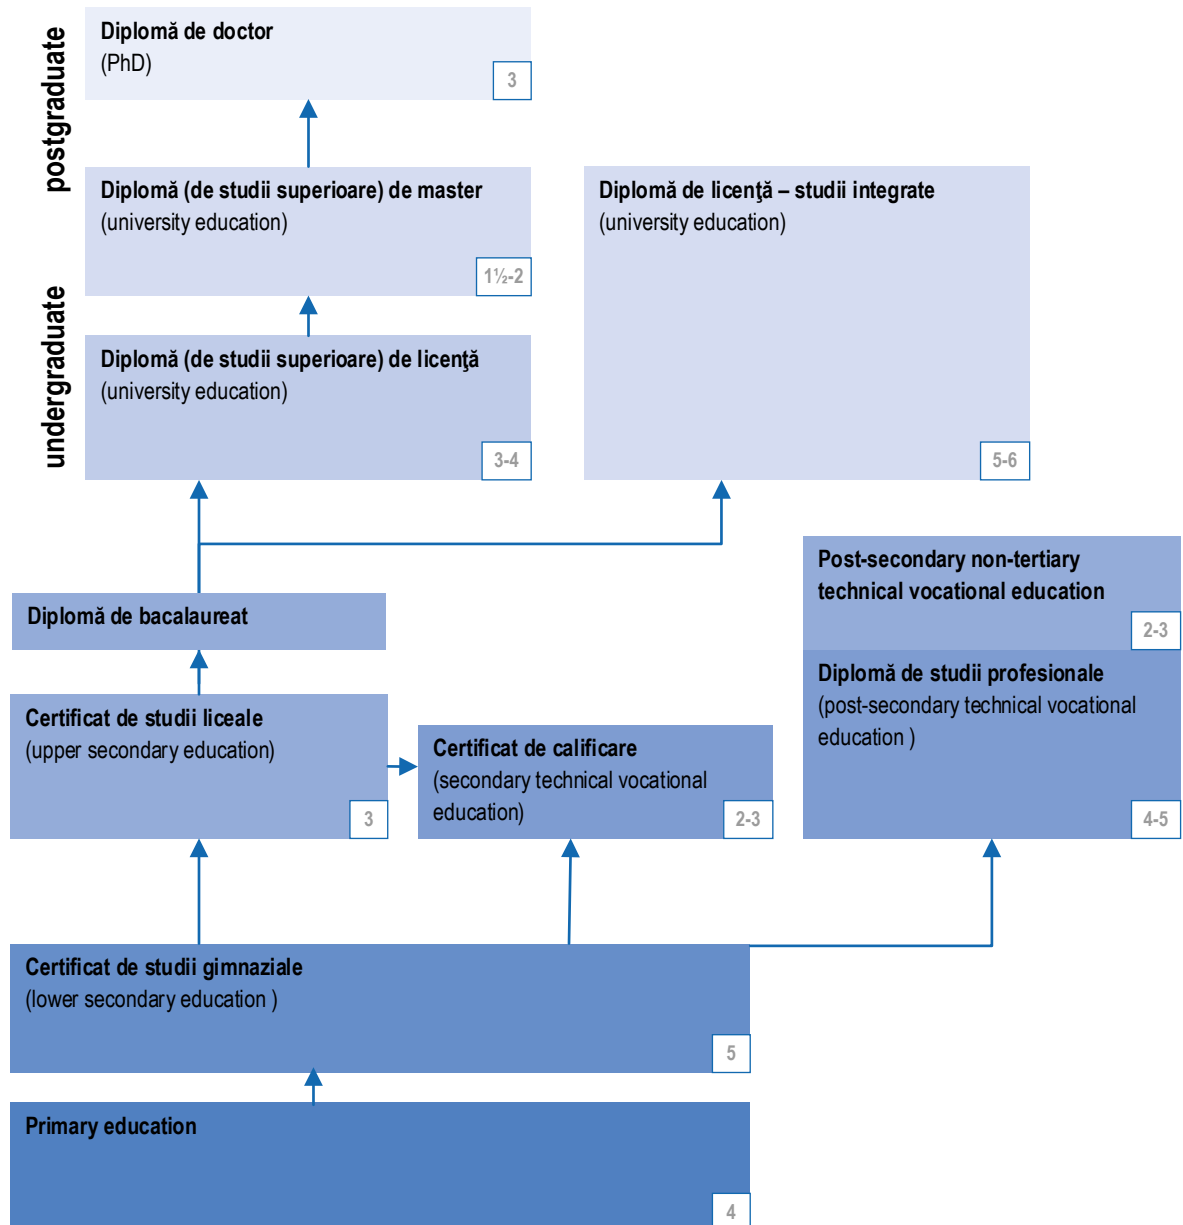 postgraduate
Diplomă de doctor
(PhD)
3
Diplomă (de studii superioare) de master
(university education)
1½-2
Diplomă de licenţă – studii integrate
(university education)
5-6
undergraduate
Diplomă (de studii superioare) de licenţă
(university education)
3-4
Post-secondary non-tertiary
technical vocational education
2-3
Diplomă de bacalaureat
Diplomă de studii profesionale
(post-secondary technical vocational
education )
4-5
Certificat de studii liceale
(upper secondary education)
3
Certificat de calificare
(secondary technical vocational
education)
2-3
Certificat de studii gimnaziale
(lower secondary education )
5
Primary education
4